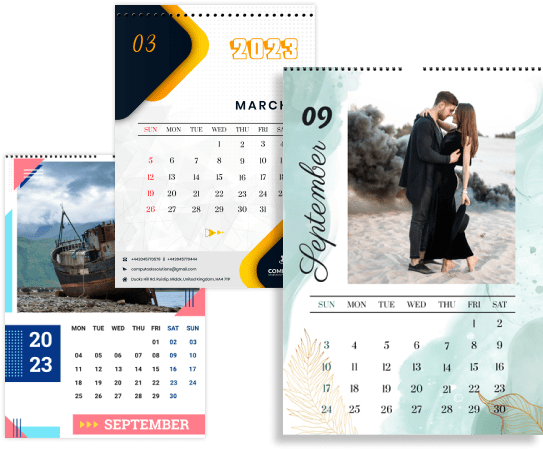 03
2023
MARCH
SUN MON TUE WED THU FRI
1 2 3
5 6 7 8 9 10
12 13 14 15 16 17
19 20 21 22 23 24
26 27 28 29 30 31
COM
20
23
MON TUE WED THU FRI SAT SUN
01 02 03
04 05 06 07 08 09 10
11 12 13 14 15 16 17
18 19 20 21 22 23 24
25 26 27 28 29 30
SEPTEMBER
09
September
SUN MON TUE WED THU FRI SAT
1 2
3 4 5 6 7 8 9
10 11 12 13 14 15 16
17 18 19 20 21 22 23
24 25 26 27 28 29 30